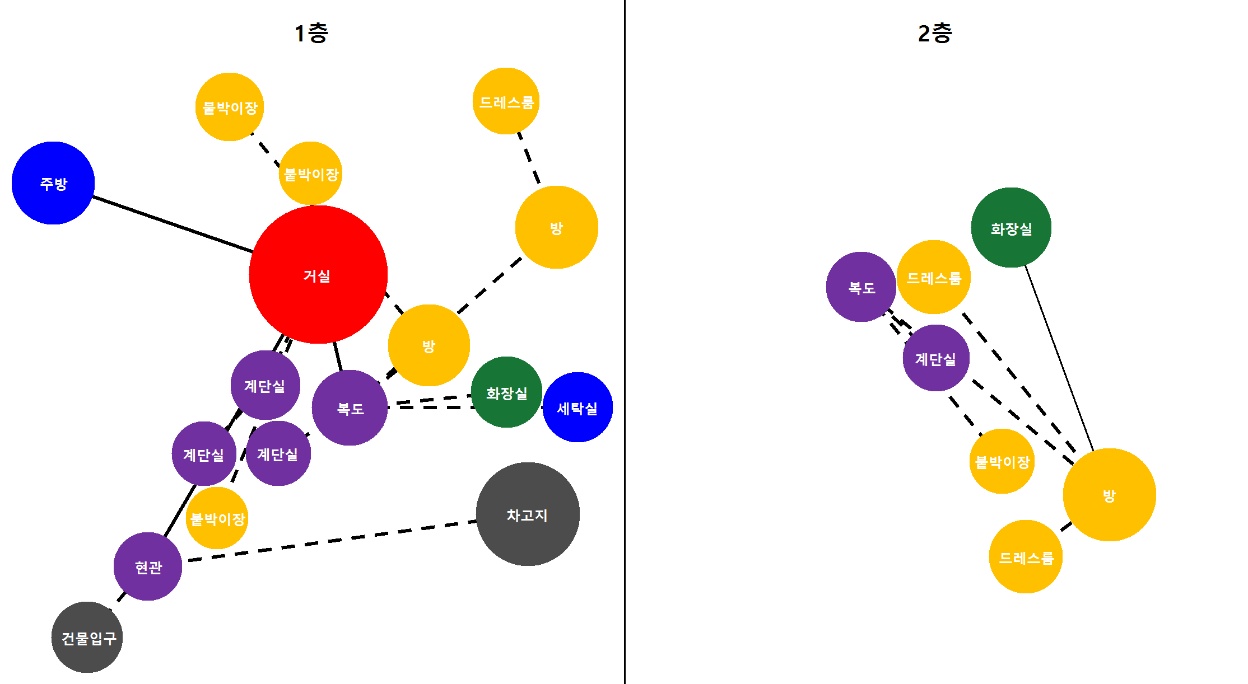 1층
2층
드레스룸
붙박이장
붙박이장
주방
방
거실
방
계단실
화장실
복도
세탁실
계단실
계단실
차고지
붙박이장
현관
건물입구
화장실
드레스룸
복도
계단실
붙박이장
방
드레스룸